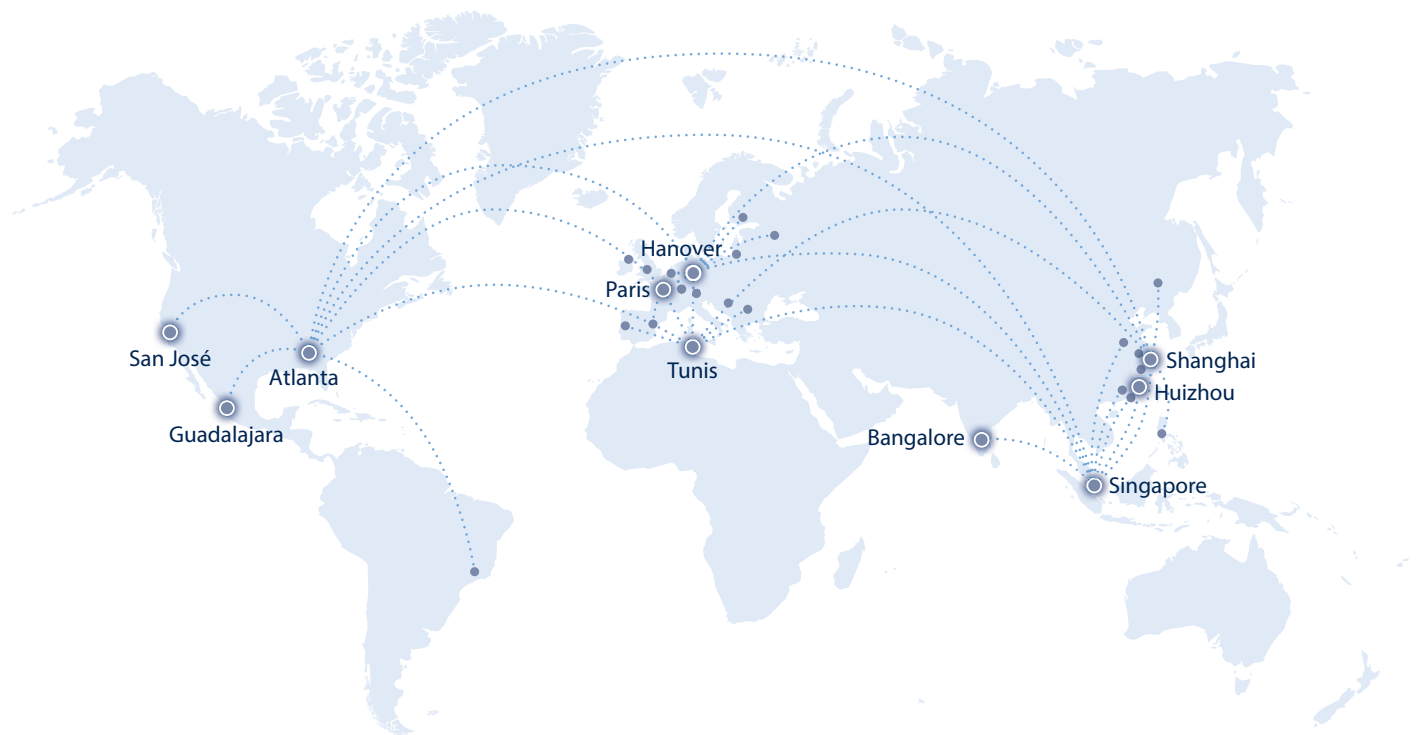 Hanover
Paris
San José
Shanghai
Tunis
Atlanta
Huizhou
Guadalajara
Bangalore
Singapore